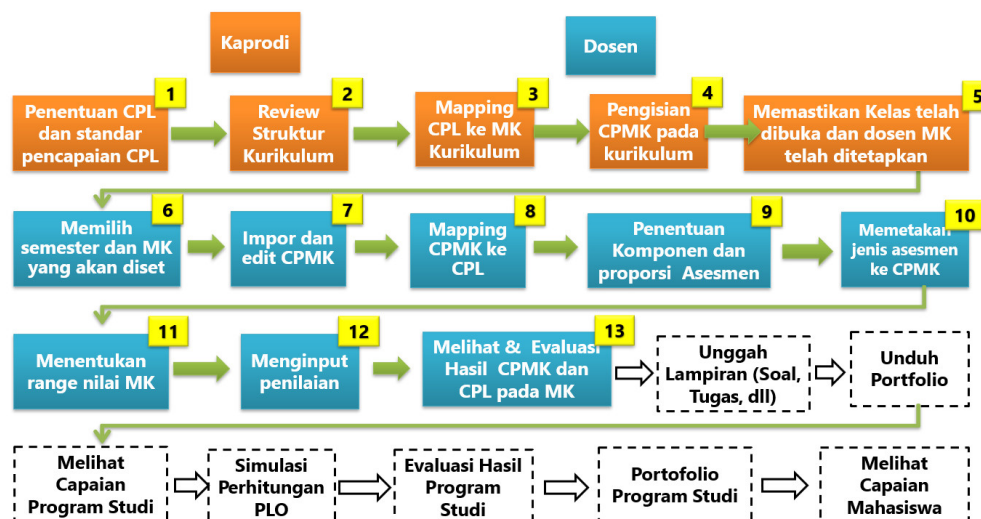 Kaprodi
Dosen
1
Penentuan CPL
dan standar
pencapaian CPL
2
Review
Struktur
Kurikulum
3
Mapping
CPL ke MK
Kurikulum
4
Pengisian
CPMK pada
kurikulum
5
Memastikan Kelas telah
dibuka dan dosen MK
telah ditetapkan
6
Memilih
semester dan MK
yang akan diset
7
Impor dan
edit CPMK
8
Mapping
CPMK ke
CPL
9
Penentuan
Komponen dan
proporsi Asesmen
10
Memetakan
jenis asesmen
ke CPMK
11
Menentukan
range nilai MK
12
Menginput
penilaian
13
Melihat & Evaluasi
Hasil CPMK dan
CPL pada MK
Unggah
Lampiran (Soal,
Tugas, dll)
Unduh
Portfolio
Melihat
Capaian
Program Studi
Simulasi
Perhitungan
PLO
Evaluasi Hasil
Program
Studi
Portofolio
Program Studi
Melihat
Capaian
Mahasiswa